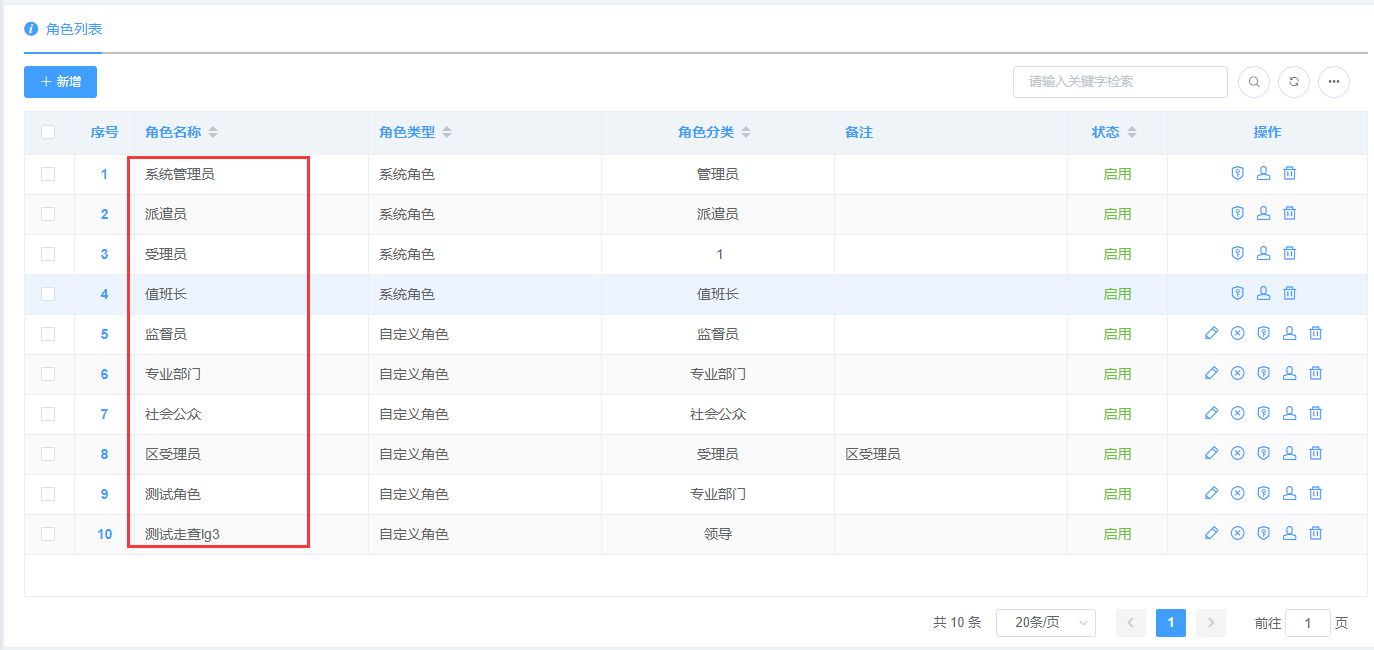 角色列表
新增
请输入关键字检索
序号 角色名称 角色类型 角色分类 备注 状态 操作
1 系统管理员 系统角色 管理员 启用
2 派遣员 系统角色 派遣员 启用
3 受理员 系统角色 1 启用
4 值班长 系统角色 值班长 启用
5 监督员 自定义角色 监督员 启用
6 专业部门 自定义角色 专业部门 启用
7 社会公众 自定义角色 社会公众 启用
8 区受理员 自定义角色 受理员 区受理员 启用
9 测试角色 自定义角色 专业部门 启用
10 测试走查lg3 自定义角色 领导 启用
共 10 条 20条/页 1 前往 1 页